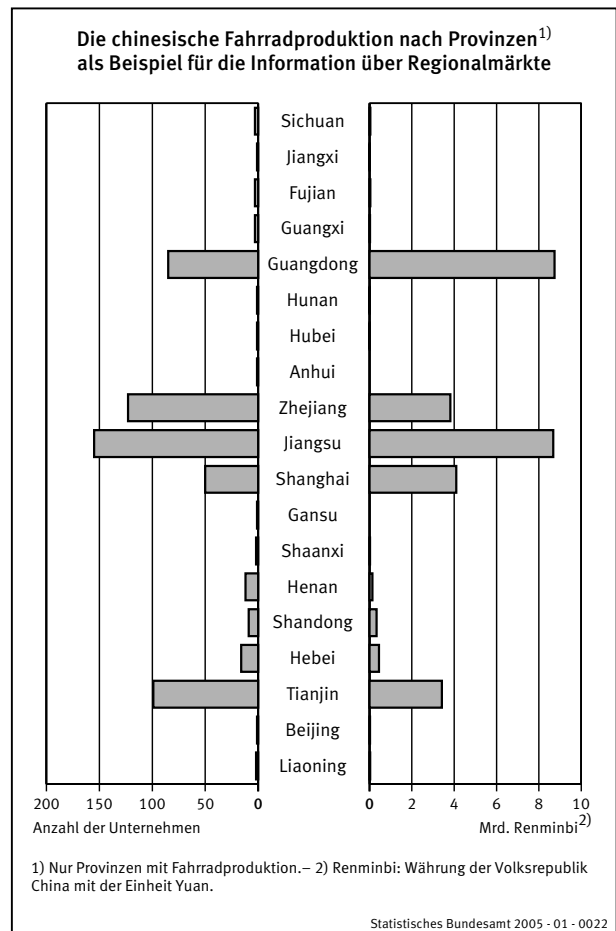 Die chinesische Fahrradproduktion nach Provinzen1)
als Beispiel für die Information über Regionalmärkte
Sichuan
Jiangxi
Fujian
Guangxi
Guangdong
Hunan
Hubei
Anhui
Zhejiang
Jiangsu
Shanghai
Gansu
Shaanxi
Henan
Shandong
Hebei
Tianjin
Beijing
Liaoning
200 150 100 50 0 0 2 4 6 8 10
Anzahl der Unternehmen Mrd. Renminbi2)
1) Nur Provinzen mit Fahrradproduktion.– 2) Renminbi: Währung der Volksrepublik
China mit der Einheit Yuan.
Statistisches Bundesamt 2005 - 01 - 0022